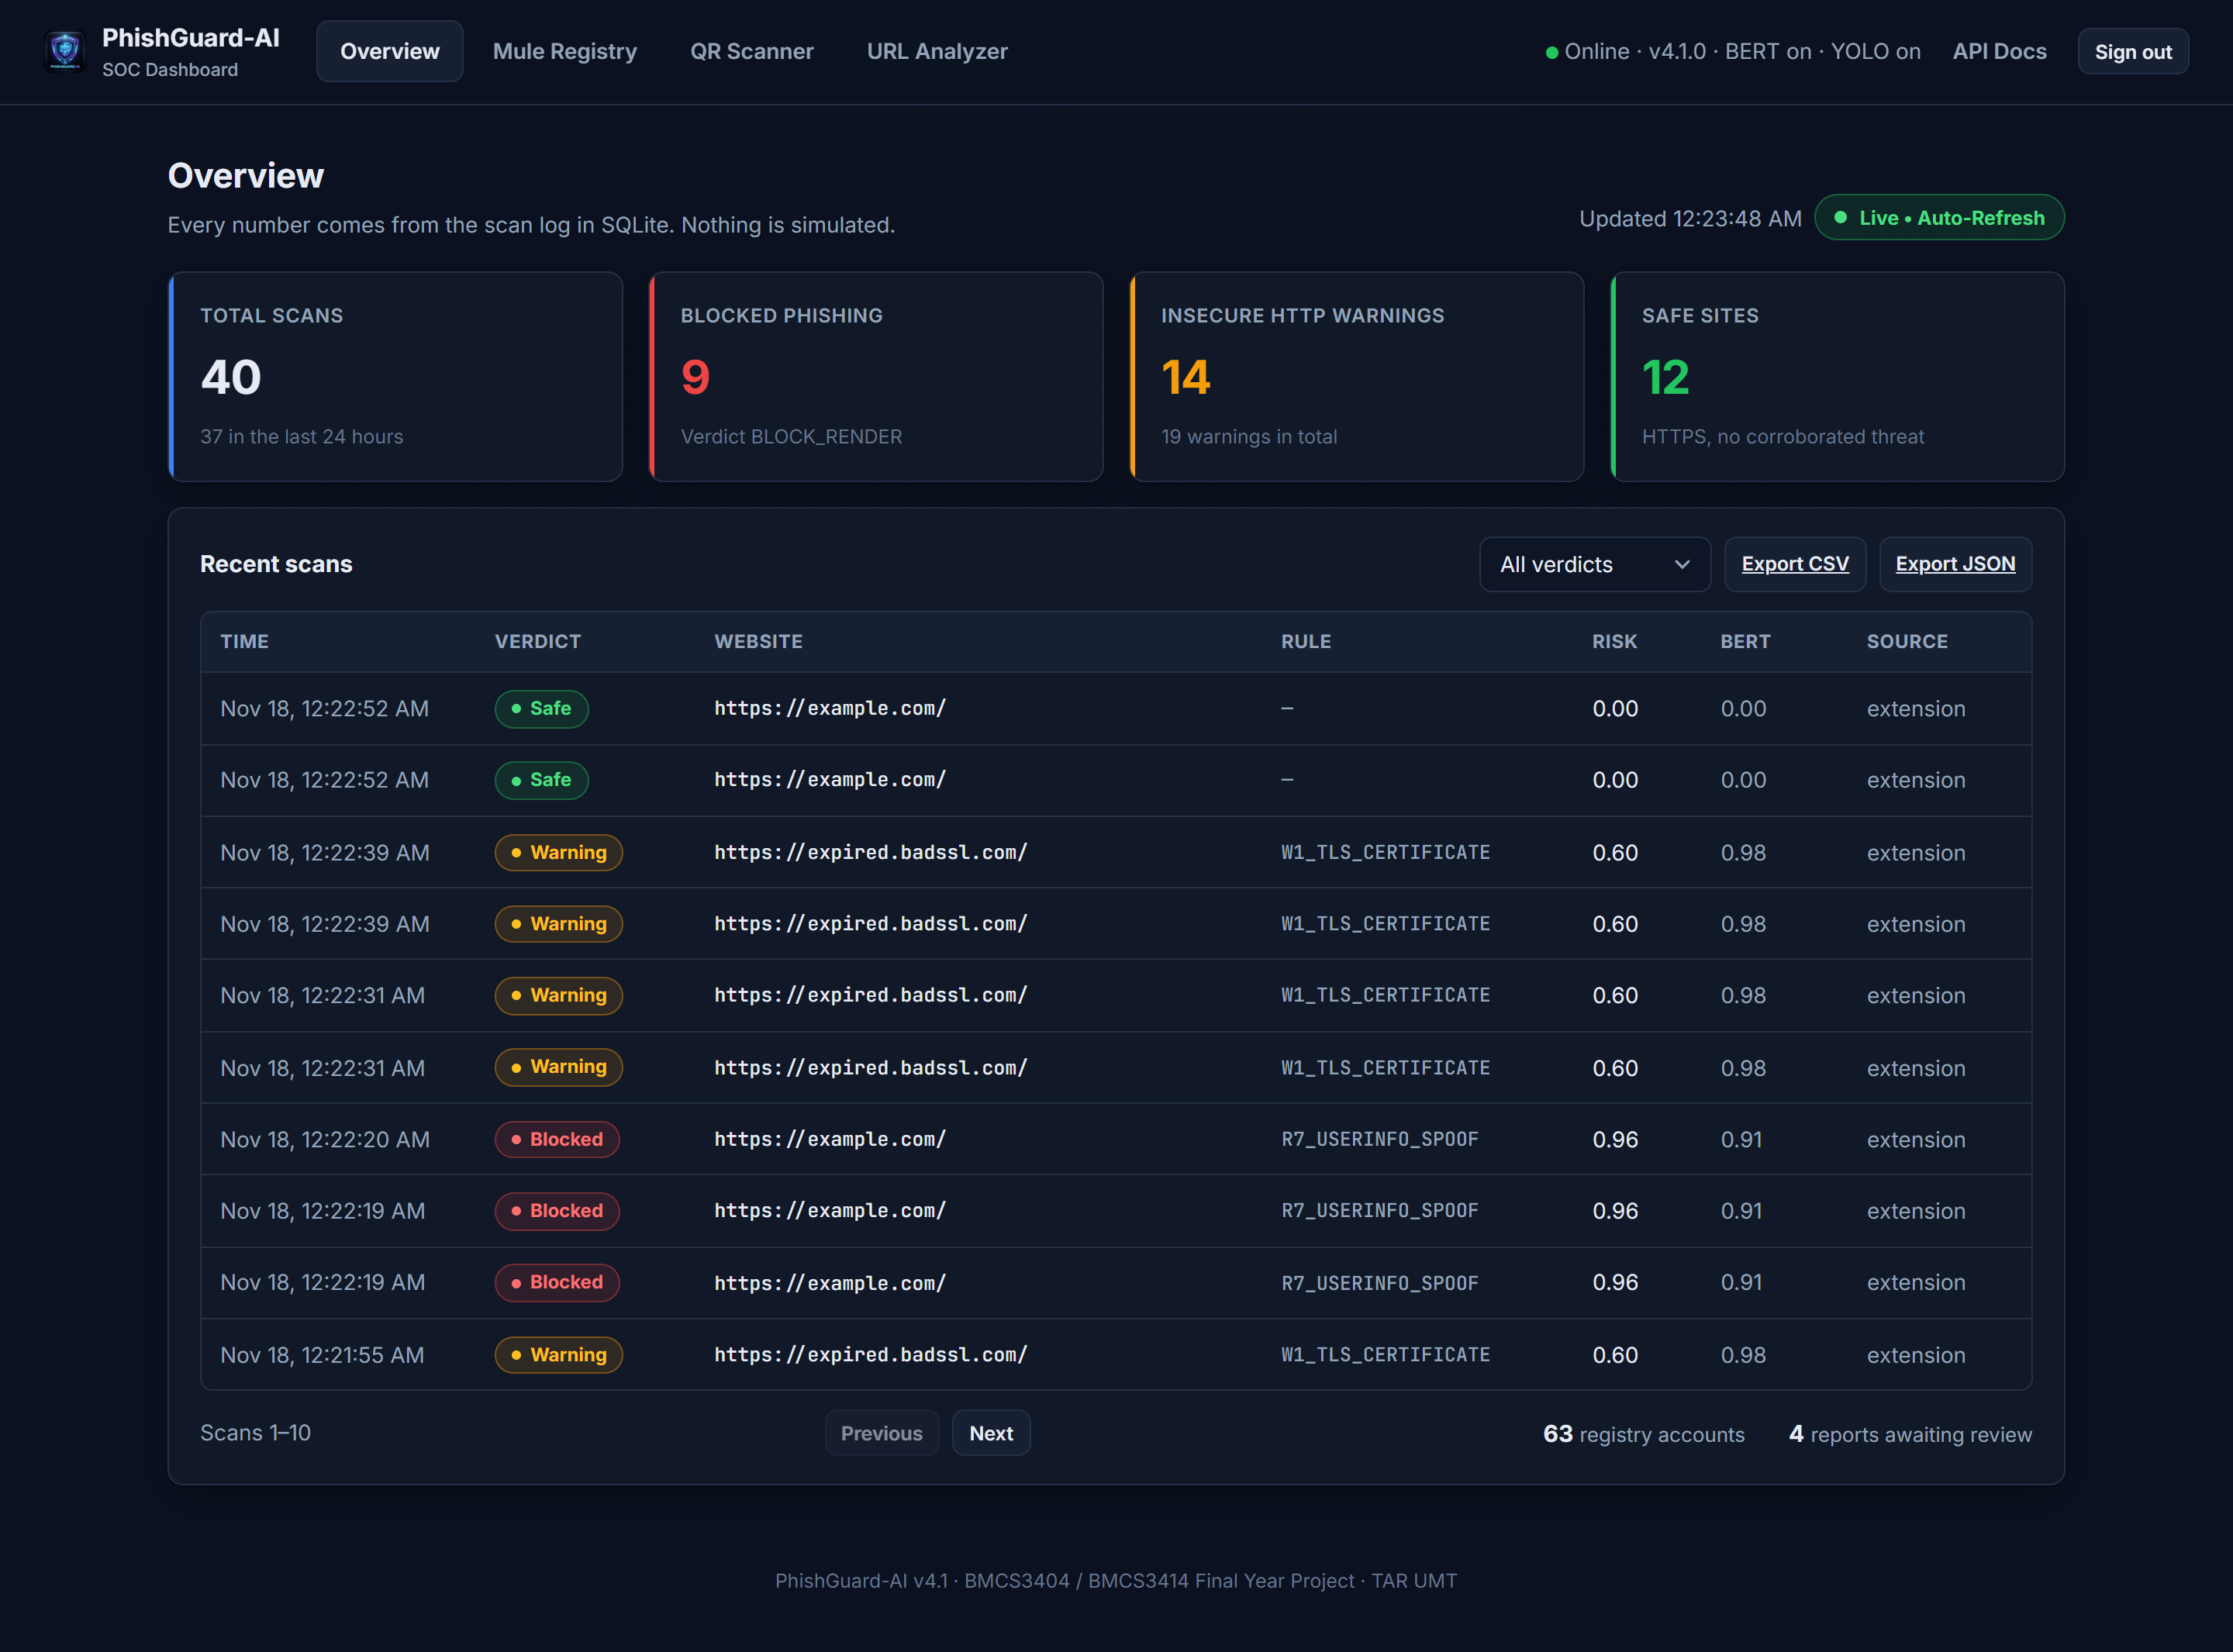 PhishGuard-AI
SOC Dashboard
Overview
Mule Registry
QR Scanner
URL Analyzer
Online · v4.1.0 · BERT on · YOLO on
API Docs
Sign out
Overview
Every number comes from the scan log in SQLite. Nothing is simulated.
Updated 12:23:48 AM
Live • Auto-Refresh
TOTAL SCANS
40
37 in the last 24 hours
BLOCKED PHISHING
9
Verdict BLOCK_RENDER
INSECURE HTTP WARNINGS
14
19 warnings in total
SAFE SITES
12
HTTPS, no corroborated threat
Recent scans
All verdicts
Export CSV
Export JSON
TIME VERDICT WEBSITE RULE RISK BERT SOURCE
Nov 18, 12:22:52 AM Safe https://example.com/ – 0.00 0.00 extension
Nov 18, 12:22:52 AM Safe https://example.com/ – 0.00 0.00 extension
Nov 18, 12:22:39 AM Warning https://expired.badssl.com/ W1_TLS_CERTIFICATE 0.60 0.98 extension
Nov 18, 12:22:39 AM Warning https://expired.badssl.com/ W1_TLS_CERTIFICATE 0.60 0.98 extension
Nov 18, 12:22:31 AM Warning https://expired.badssl.com/ W1_TLS_CERTIFICATE 0.60 0.98 extension
Nov 18, 12:22:31 AM Warning https://expired.badssl.com/ W1_TLS_CERTIFICATE 0.60 0.98 extension
Nov 18, 12:22:20 AM Blocked https://example.com/ R7_USERINFO_SPOOF 0.96 0.91 extension
Nov 18, 12:22:19 AM Blocked https://example.com/ R7_USERINFO_SPOOF 0.96 0.91 extension
Nov 18, 12:22:19 AM Blocked https://example.com/ R7_USERINFO_SPOOF 0.96 0.91 extension
Nov 18, 12:21:55 AM Warning https://expired.badssl.com/ W1_TLS_CERTIFICATE 0.60 0.98 extension
Scans 1–10
Previous
Next
63 registry accounts
4 reports awaiting review
PhishGuard-AI v4.1 · BMCS3404 / BMCS3414 Final Year Project · TAR UMT